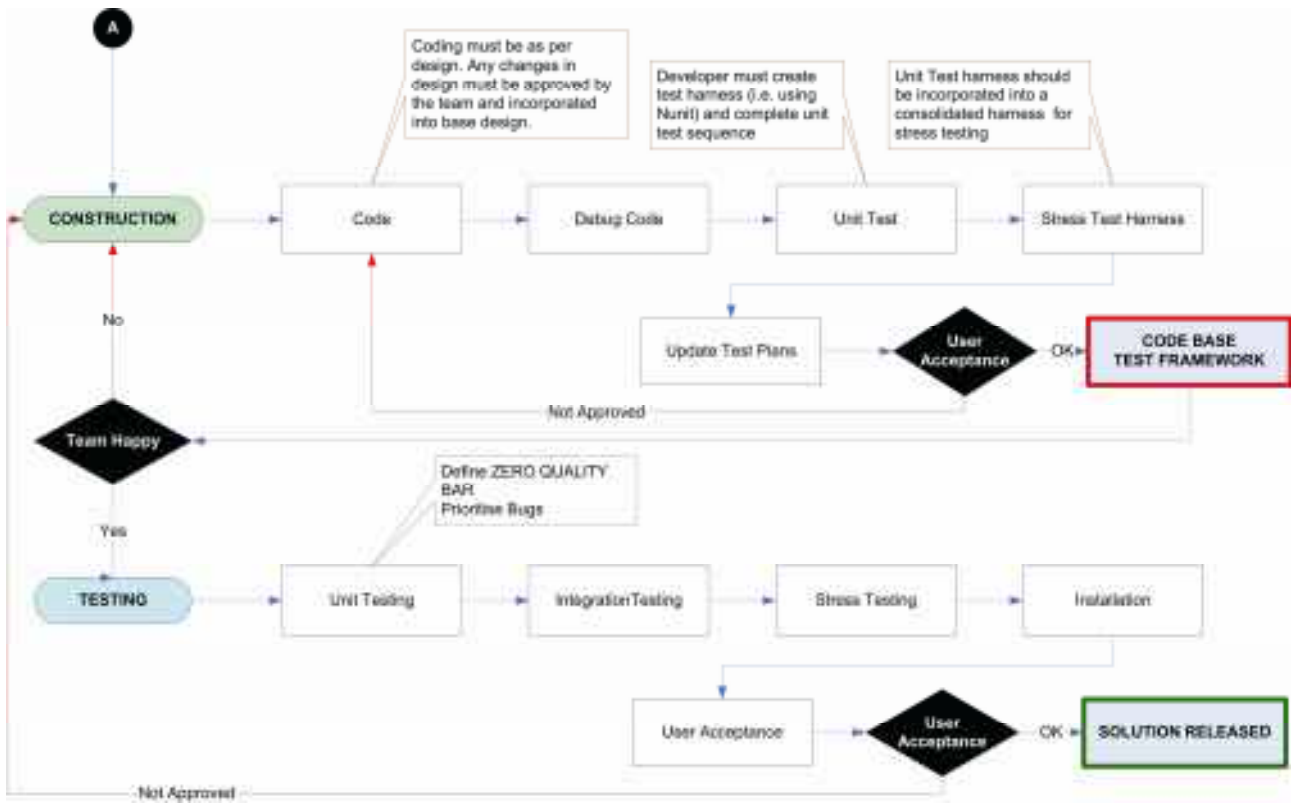 A
Coding must be as per
design. Any changes in
design must be approved by
the team and incorporated
into base design.
Developer must create
test harness (i.e. using
Nunit) and complete unit
test sequence
Unit Test harness should
be incorporated into a
consolidated harness for
stress testing
CONSTRUCTION
Code
Debug Code
Unit Test
Stress Test Harness
No
Update Test Plans
User
Acceptance
OK
CODE BASE
TEST FRAMEWORK
Not Approved
Team Happy
Define ZERO QUALITY
BAR
Prioritise Bugs
Yes
TESTING
Unit Testing
IntegrationTesting
Stress Testing
Installation
User Acceptance
User
Acceptance
OK
SOLUTION RELEASED
Not Approved